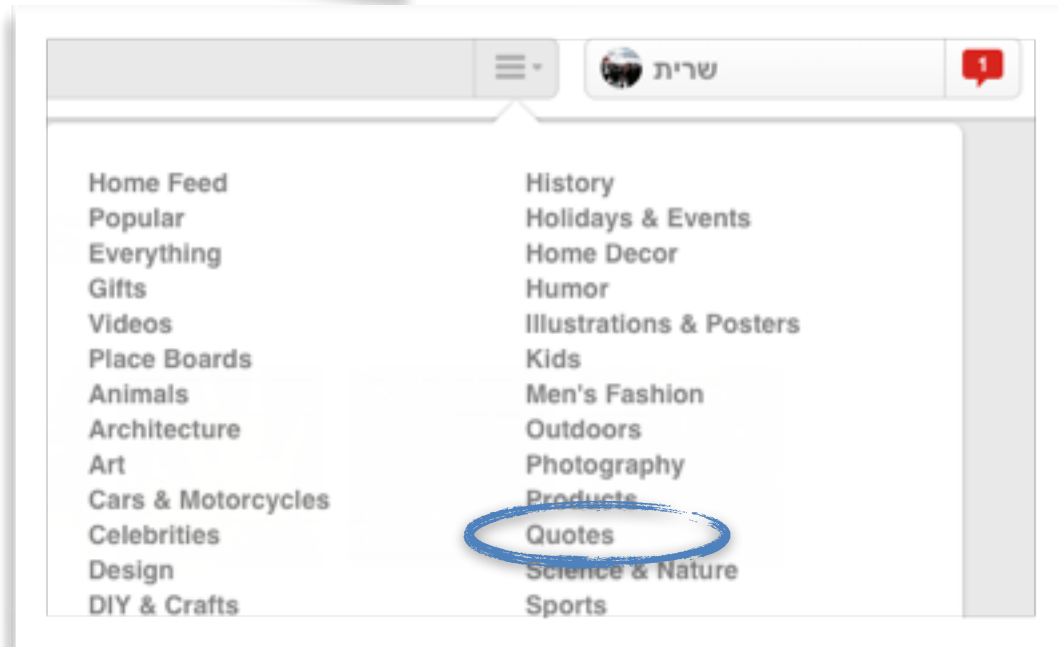 שרית
1
Home Feed
Popular
Everything
Gifts
Videos
Place Boards
Animals
Architecture
Art
Cars & Motorcycles
Celebrities
Design
DIY & Crafts
History
Holidays & Events
Home Decor
Humor
Illustrations & Posters
Kids
Men's Fashion
Outdoors
Photography
Products
Quotes
Science & Nature
Sports